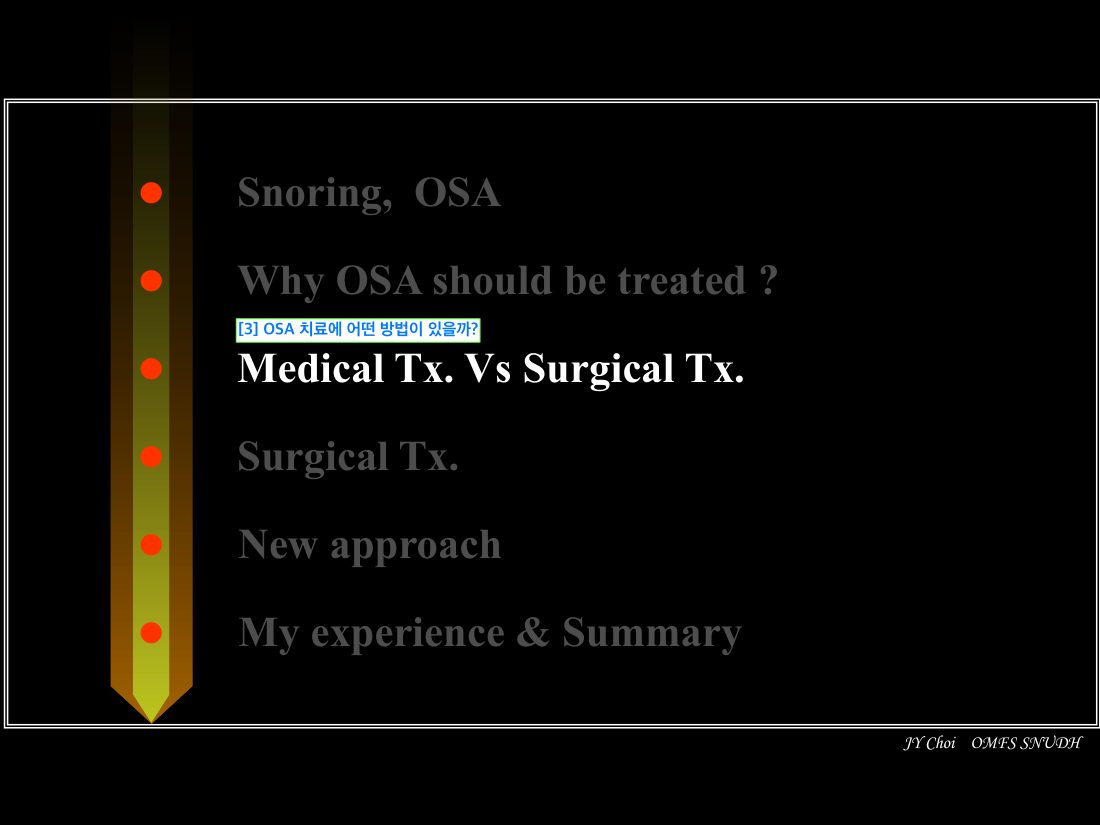 Snoring,  OSA
Why OSA should be treated ?
[3] OSA 치료에 어떤 방법이 있을까?
Medical Tx. Vs Surgical Tx.
Surgical Tx.
New approach
My experience & Summary
JY Choi   OMFS SNUDH